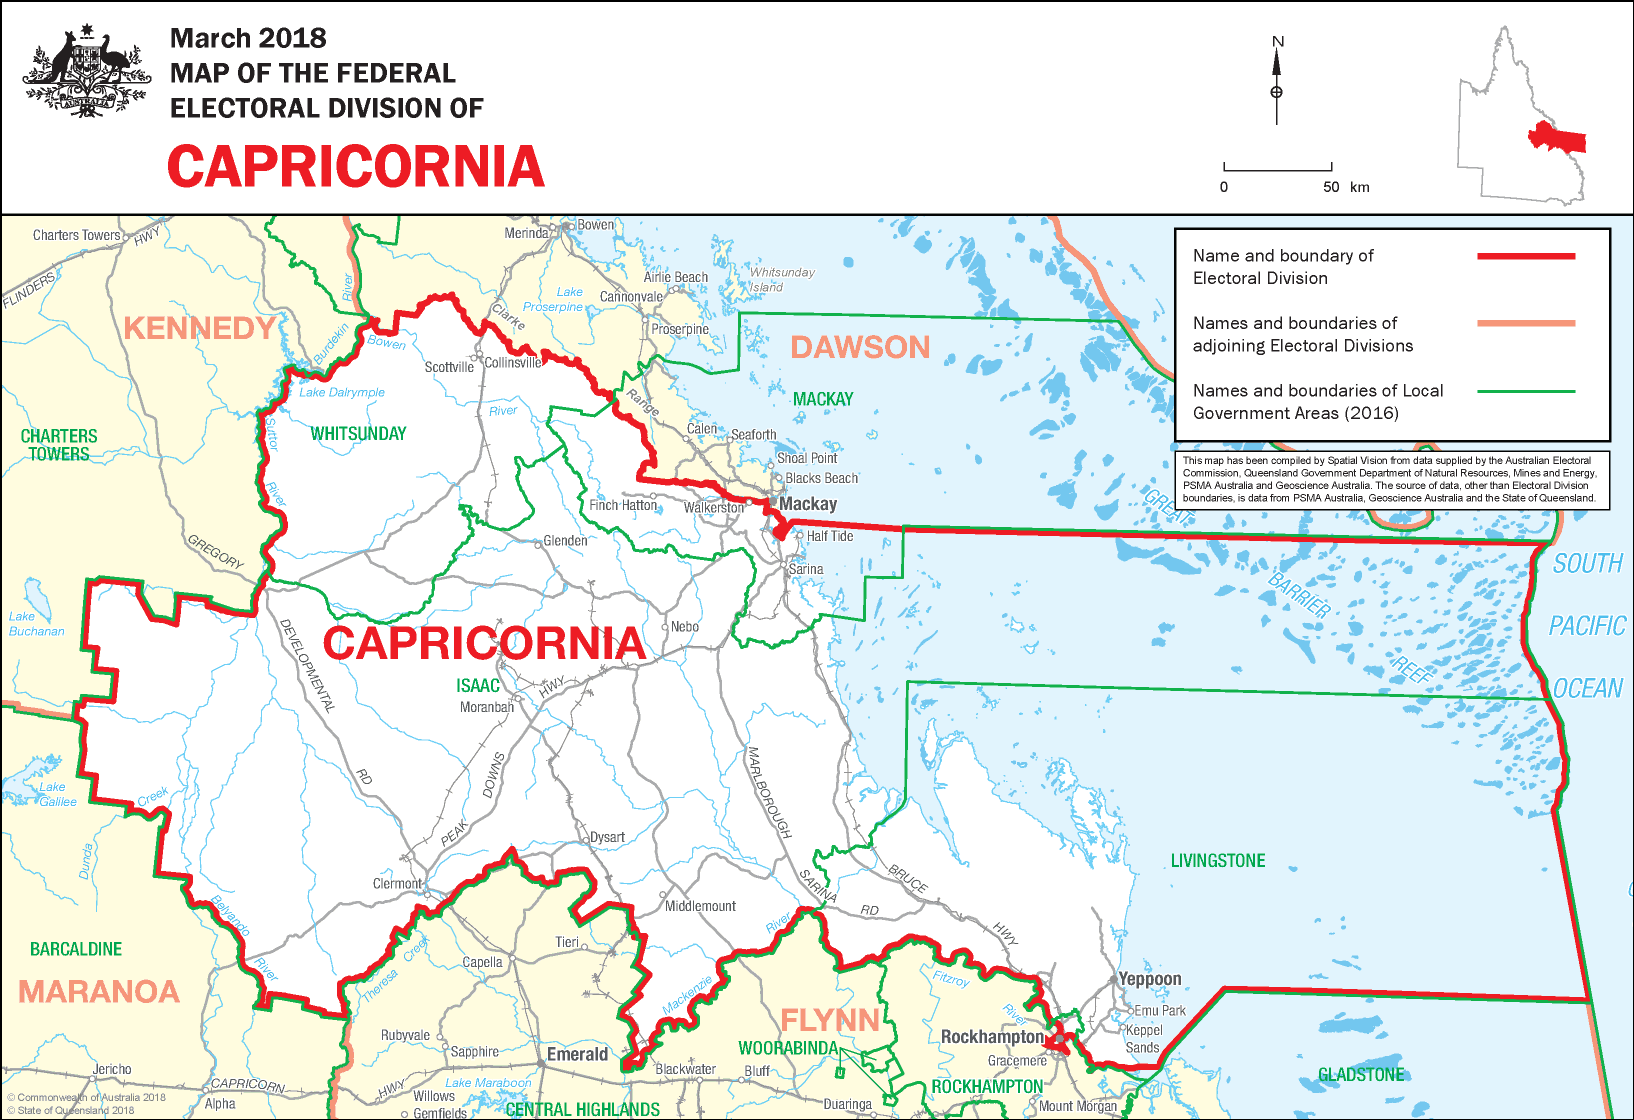 March 2018
MAP OF THE FEDERAL
ELECTORAL DIVISION OF
CAPRICORNIA
AUSTRALIA
N
0 50 km
Name and boundary of
Electoral Division
Names and boundaries of
adjoining Electoral Divisions
Names and boundaries of Local
Government Areas (2016)
This map has been compiled by Spatial Vision from data supplied by the Australian Electoral
Commission, Queensland Government Department of Natural Resources, Mines and Energy,
PSMA Australia and Geoscience Australia. The source of data, other than Electoral Division
boundaries, is data from PSMA Australia, Geoscience Australia and the State of Queensland.
Charters Towers
HWY
FLINDERS
River
Merinda
Bowen
Airlie Beach
Whitsunday
Island
Cannonvale
Lake
Proserpine
Clarke
Proserpine
KENNEDY
Burdekin
Bowen
DAWSON
Scottville
Collinsville
Lake Dalrymple
River
Range
MACKAY
CHARTERS
TOWERS
Suttor
WHITSUNDAY
Calen
Seaforth
Shoal Point
Blacks Beach
River
Finch Hatton
Walkerston
Mackay
GREAT
Half Tide
GREGORY
Glenden
Sarina
SOUTH
BARRIER
Lake
Buchanan
DEVELOPMENTAL
CAPRICORNIA
Nebo
PACIFIC
REEF
ISAAC
HWY
Moranbah
OCEAN
Lake
Galilee
Creek
RD
DOWNS
MARLBOROUGH
PEAK
Dysart
Dunda
LIVINGSTONE
Clermont
SARINA
BRUCE
Belyando
Middlemount
RD
River
HWY
BARCALDINE
Tieri
Theresa Creek
Capella
River
MARANOA
Mackenzie
Fitzroy
Yeppoon
FLYNN
River
Emu Park
Rubyvale
Rockhampton
Keppel
Sands
Sapphire
Emerald
WOORABINDA
Gracemere
Jericho
Blackwater
Bluff
GLADSTONE
CAPRICORN
HWY
Lake Maraboon
ROCKHAMPTON
© Commonwealth of Australia 2018
Alpha
Willows
Duaringa
Mount Morgan
© State of Queensland 2018
Gemfields
CENTRAL HIGHLANDS